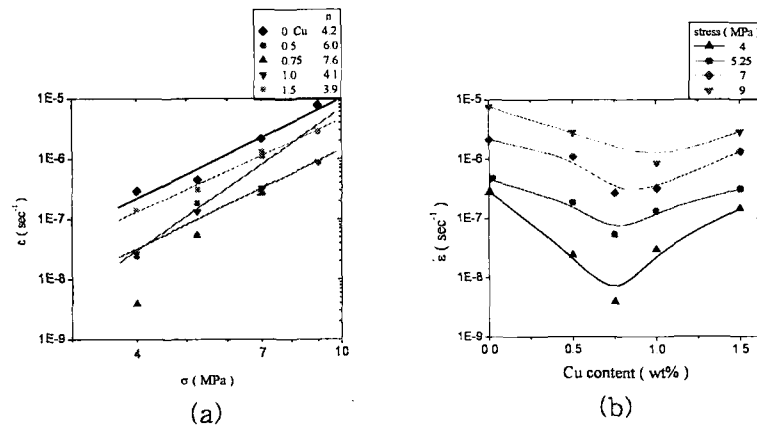 n
0 Cu 4.2
0.5 6.0
0.75 7.6
1.0 4.1
1.5 3.9
1E-5
1E-6
1E-7
1E-8
1E-9
ε̇ ( sec⁻¹ )
4 7 10
σ (MPa)
(a)
stress ( MPa )
4
5.25
7
9
1E-5
1E-6
1E-7
1E-8
1E-9
ε̇ ( sec⁻¹ )
0.0 0.5 1.0 1.5
Cu content ( wt% )
(b)